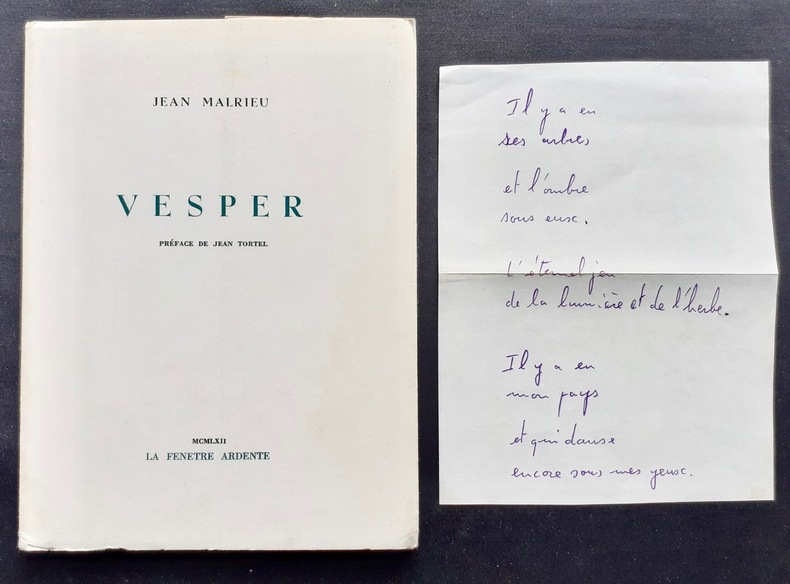 JEAN MALRIEU
VESPER
PRÉFACE DE JEAN TORTEL
MCMLXII
LA FENETRE ARDENTE
Il y a eu
ses arbres,
et l'ombre
sous eux.
L'éternel jeu
de la lumière et de l'herbe.
Il y a eu
mon pays
et qui danse
encore sous mes yeux.